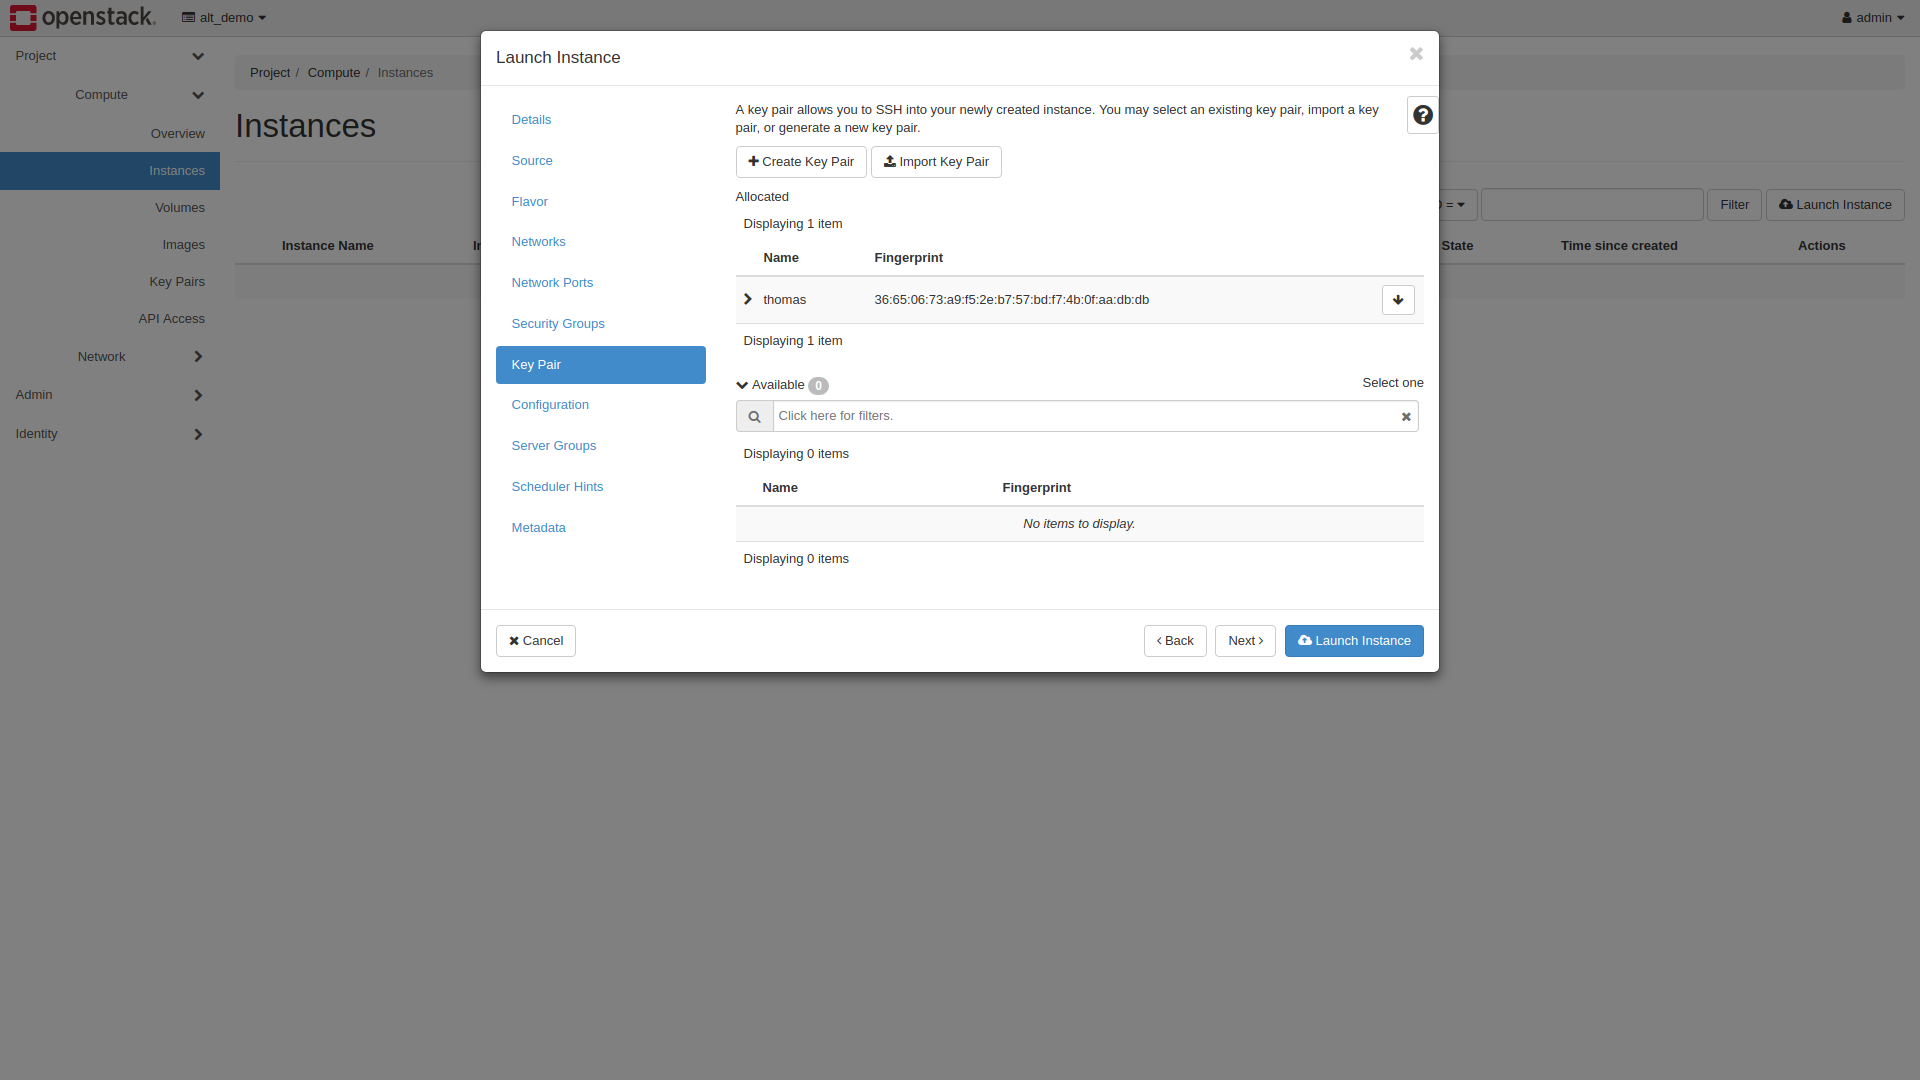 openstack.
alt_demo
admin
Project
Compute
Overview
Instances
Volumes
Images
Key Pairs
API Access
Network
Admin
Identity
Project / Compute / Instances
Instances
= Filter Launch Instance
Instance Name
State Time since created Actions
Launch Instance
Details
Source
Flavor
Networks
Network Ports
Security Groups
Key Pair
Configuration
Server Groups
Scheduler Hints
Metadata
A key pair allows you to SSH into your newly created instance. You may select an existing key pair, import a key
pair, or generate a new key pair.
Create Key Pair Import Key Pair
Allocated
Displaying 1 item
Name Fingerprint
thomas 36:65:06:73:a9:f5:2e:b7:57:bd:f7:4b:0f:aa:db:db
Displaying 1 item
Available 0 Select one
Click here for filters.
Displaying 0 items
Name Fingerprint
No items to display.
Displaying 0 items
Cancel < Back Next > Launch Instance